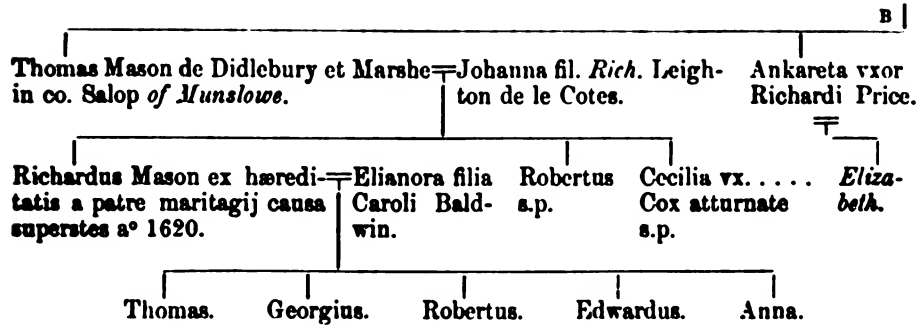 B
Thomas Mason de Didlebury et Marshe
in co. Salop of Munslowe.
Johanna fil. Rich. Leigh-
ton de le Cotes.
Ankareta vxor
Richardi Price.
Richardus Mason ex hæredi-
tatis a patre maritagij causa
superstes aº 1620.
Elianora filia
Caroli Bald-
win.
Robertus
s.p.
Cecilia vx.....
Cox atturnate
s.p.
Eliza-
beth.
Thomas.
Georgius.
Robertus.
Edwardus.
Anna.